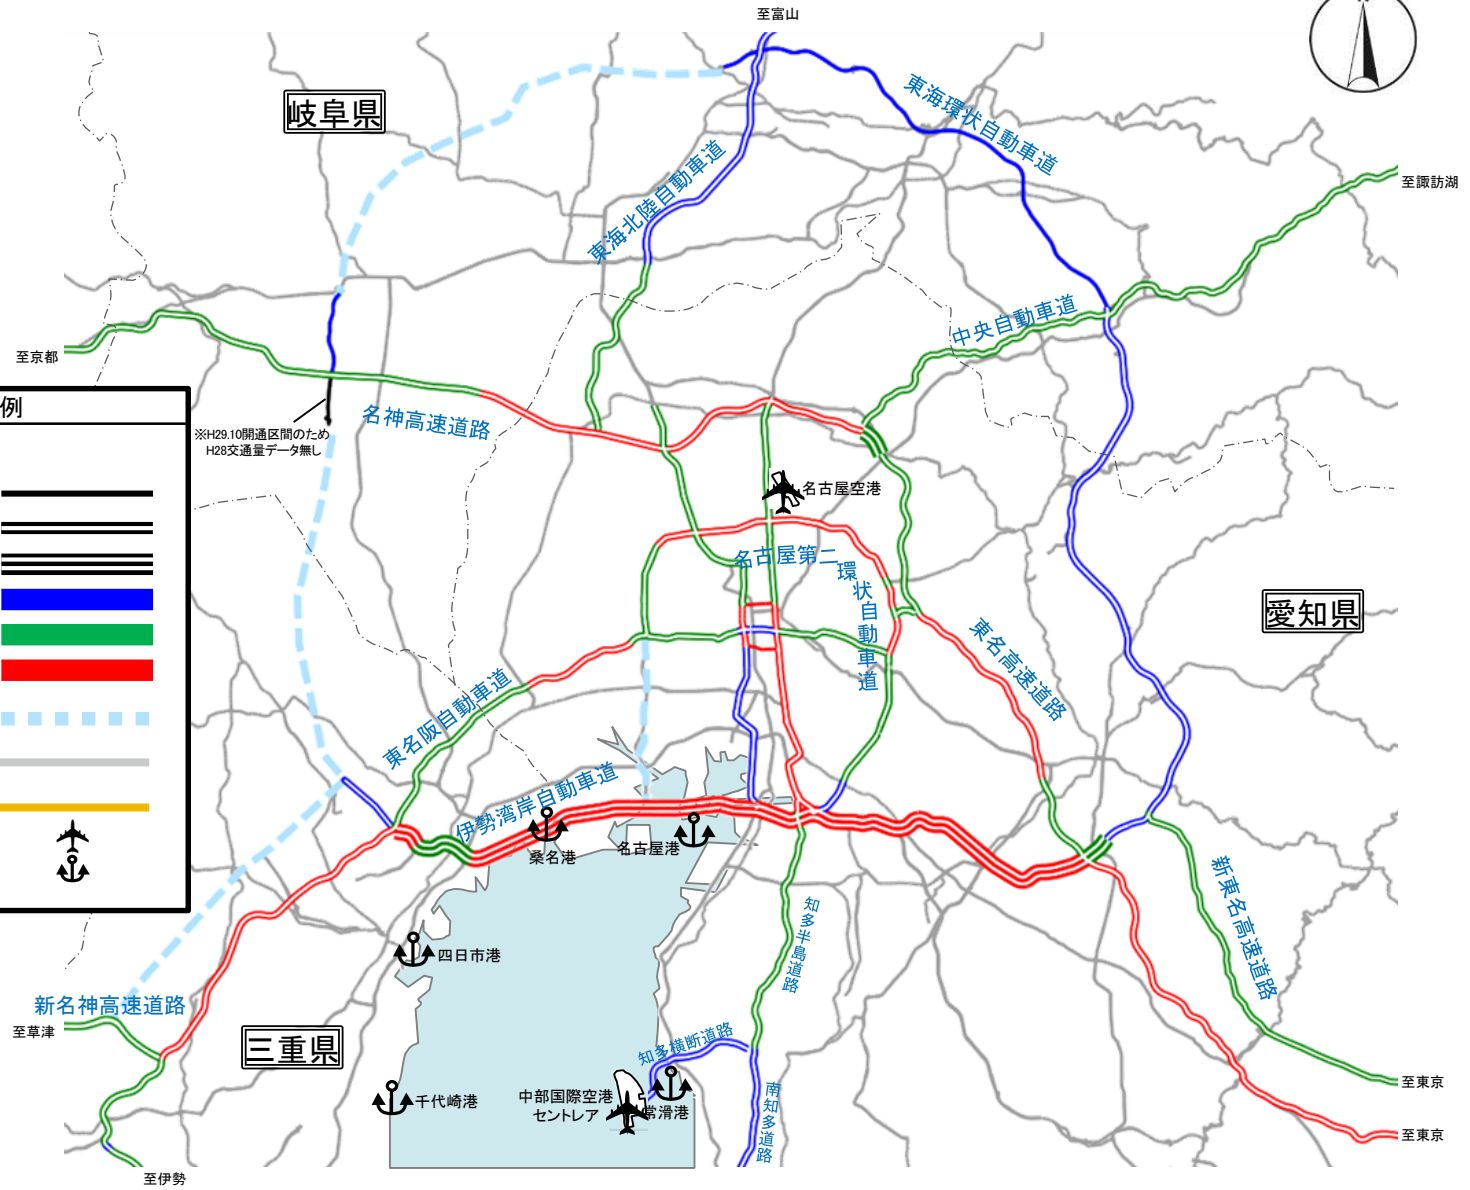 至富山
岐阜県
東海環状自動車道
東海北陸自動車道
至諏訪湖
中央自動車道
至京都
例
名神高速道路
※H29.10開通区間のため
H28交通量データ無し
名古屋空港
名古屋第二環状自動車道
愛知県
東名高速道路
東名阪自動車道
伊勢湾岸自動車道
桑名港
名古屋港
新東名高速道路
知多半島道路
四日市港
新名神高速道路
至草津
三重県
知多横断道路
千代崎港
中部国際空港
セントレア
常滑港
南知多道路
至東京
至東京
至伊勢